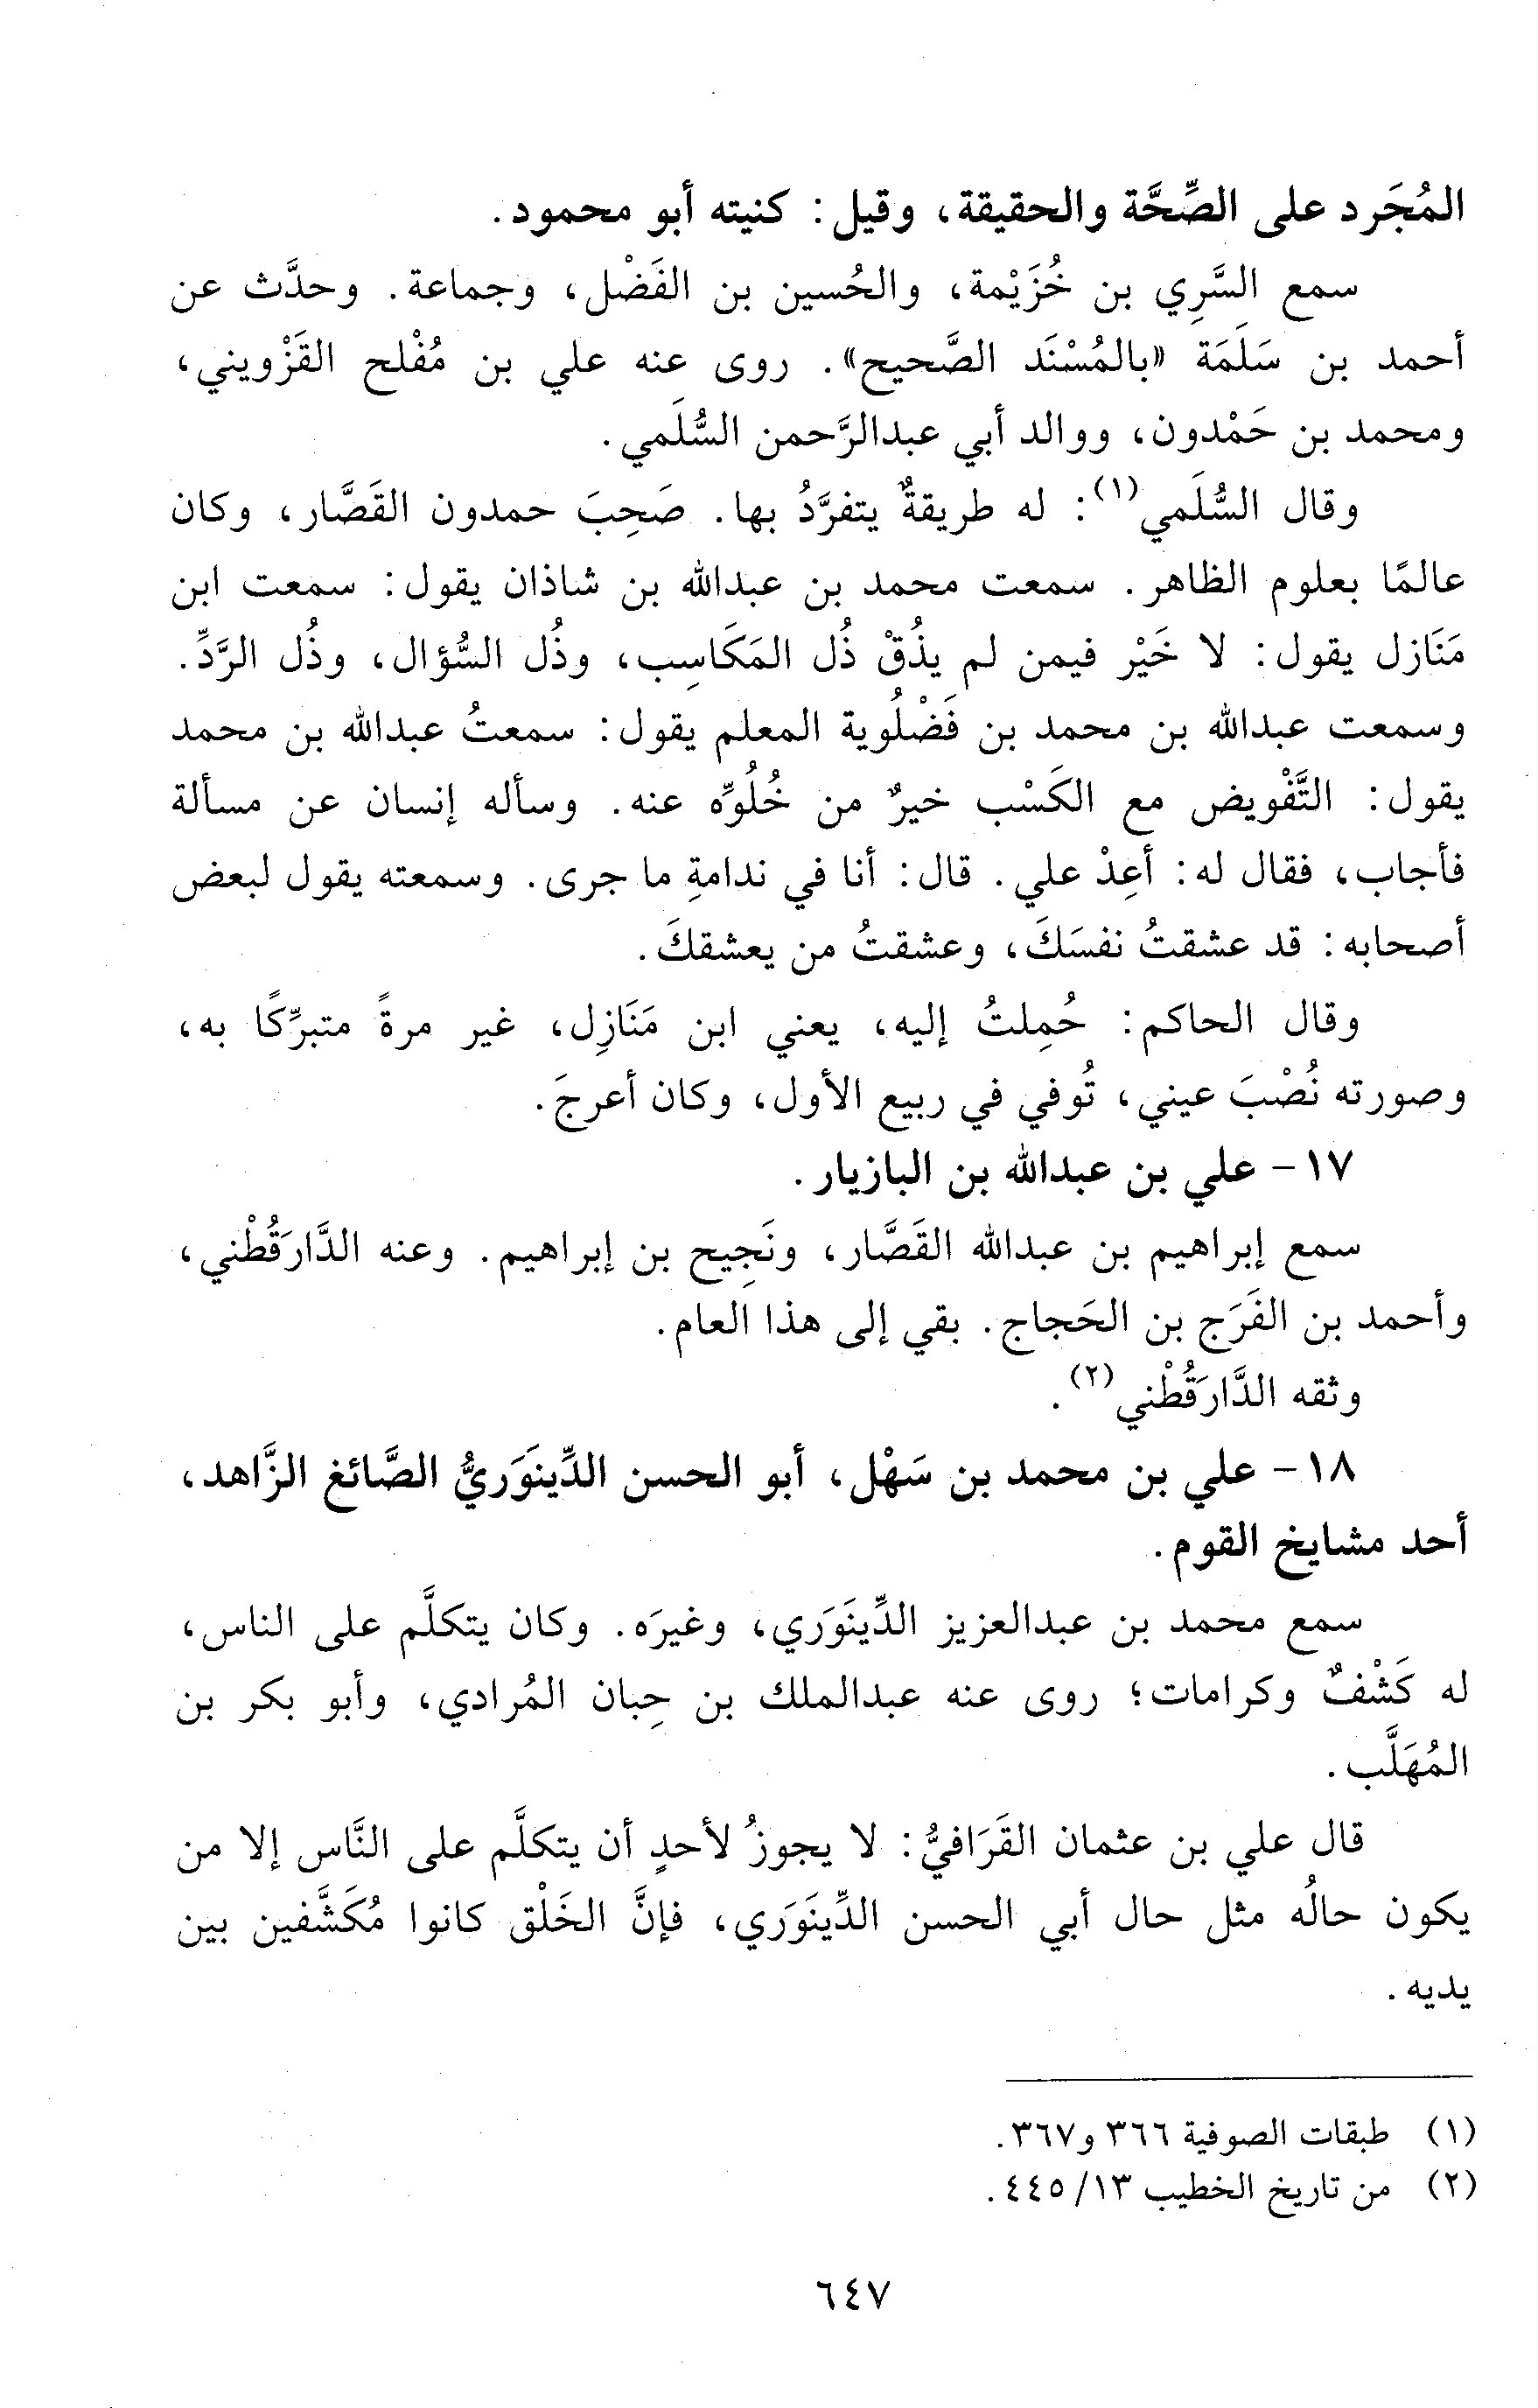 المُجَرد على الصِّحَّة والحقيقة، وقيل: كنيته أبو محمود.
سمع السَّرِي بن خُزَيْمة، والحُسين بن الفَضْل، وجماعة. وحدَّث عن
أحمد بن سَلَمَة «بالمُسْنَد الصَّحيح». روى عنه علي بن مُفْلح القَزْويني،
ومحمد بن حَمْدون، ووالد أبي عبدالرَّحمن السُّلَمي.
وقال السُّلَمي(١): له طريقةٌ يتفرَّدُ بها. صَحِبَ حمدون القَصَّار، وكان
عالمًا بعلوم الظاهر. سمعت محمد بن عبدالله بن شاذان يقول: سمعت ابن
مَنَازل يقول: لا خَيْر فيمن لم يذُقْ ذُل المَكَاسِب، وذُل السُّؤال، وذُل الرَّدِّ.
وسمعت عبدالله بن محمد بن فَضْلُوية المعلم يقول: سمعتُ عبدالله بن محمد
يقول: التَّفْويض مع الكَسْب خيرٌ من خُلُوِّه عنه. وسأله إنسان عن مسألة
فأجاب، فقال له: أعِدْ علي. قال: أنا في ندامةِ ما جرى. وسمعته يقول لبعض
أصحابه: قد عشقتُ نفسَكَ، وعشقتُ من يعشقكَ.
وقال الحاكم: حُمِلتُ إليه، يعني ابن مَنَازِل، غير مرةً متبرِّكًا به،
وصورته نُصْبَ عيني، تُوفي في ربيع الأول، وكان أعرجَ.
١٧- علي بن عبدالله بن البازيار.
سمع إبراهيم بن عبدالله القَصَّار، ونَجِيح بن إبراهيم. وعنه الدَّارَقُطْني،
وأحمد بن الفَرَج بن الحَجاج. بقي إلى هذا العام.
وثقه الدَّارَقُطْني(٢).
١٨- علي بن محمد بن سَهْل، أبو الحسن الدِّينَوَريُّ الصَّائغ الزَّاهد،
أحد مشايخ القوم.
سمع محمد بن عبدالعزيز الدِّينَوَري، وغيرَه. وكان يتكلَّم على الناس،
له كَشْفٌ وكرامات؛ روى عنه عبدالملك بن حِبان المُرادي، وأبو بكر بن
المُهَلَّب.
قال علي بن عثمان القَرَافيُّ: لا يجوزُ لأحدٍ أن يتكلَّم على النَّاس إلا من
يكون حالُه مثل حال أبي الحسن الدِّينَوَري، فإنَّ الخَلْق كانوا مُكَشَّفين بين
يديه.
(١) طبقات الصوفية ٣٦٦ و٣٦٧.
(٢) من تاريخ الخطيب ١٣/ ٤٤٥.
٦٤٧